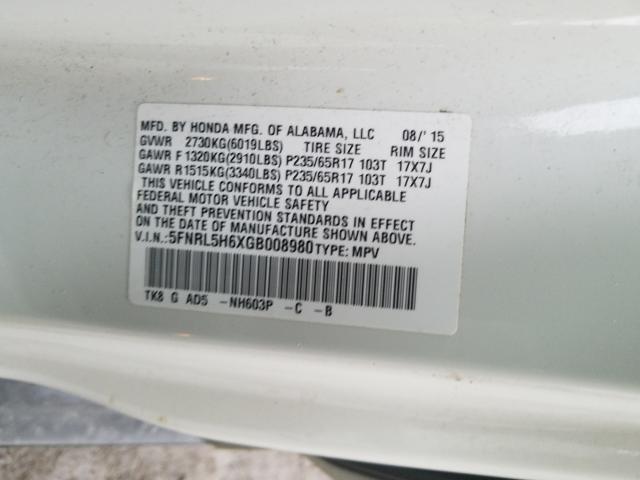 MFD. BY HONDA MFG. OF ALABAMA, LLC 08/'15
GVWR 2730KG(6019LBS) TIRE SIZE RIM SIZE
GAWR F1320KG(2910LBS) P235/65R17 103T 17X7J
GAWR R1515KG(3340LBS) P235/65R17 103T 17X7J
THIS VEHICLE CONFORMS TO ALL APPLICABLE
FEDERAL MOTOR VEHICLE SAFETY
AND THEFT PREVENTION STANDARDS IN EFFECT
ON THE DATE OF MANUFACTURE SHOWN ABOVE.
V.I.N.:5FNRL5H6XGB008980 TYPE: MPV
TK8 G AD5 -NH603P -C -B